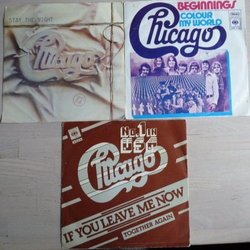 STAY THE NIGHT
Chicago
BEGINNINGS
COLOUR
MY WORLD
Chicago
CBS
No.1 IN
USA
Chicago
IF YOU LEAVE ME NOW
TOGETHER AGAIN